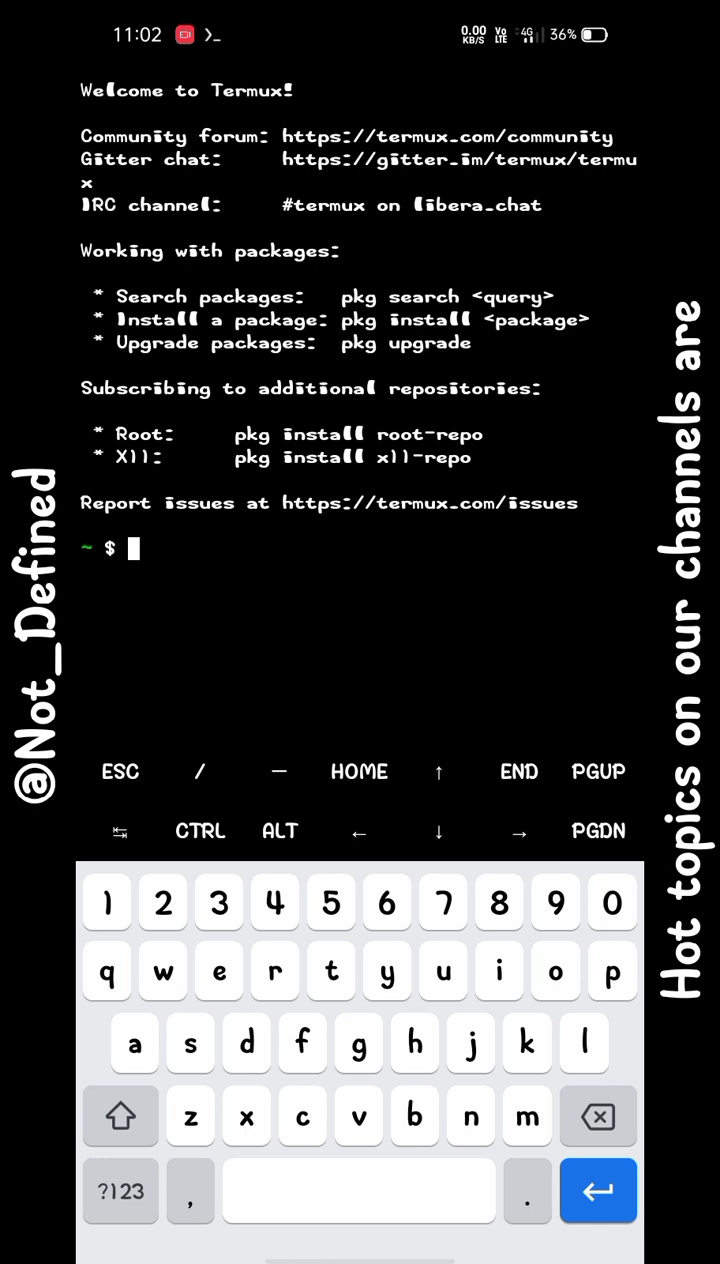 11:02
0.00 KB/S Vo LTE 4G 36%
Welcome to Termux!
Community forum: https://termux.com/community
Gitter chat: https://gitter.im/termux/termu
x
IRC channel: #termux on libera.chat
Working with packages:
* Search packages: pkg search <query>
* Install a package: pkg install <package>
* Upgrade packages: pkg upgrade
Subscribing to additional repositories:
* Root: pkg install root-repo
* X11: pkg install x11-repo
Report issues at https://termux.com/issues
~ $
@Not_Defined
Hot topics on our channels are
ESC / — HOME ↑ END PGUP
↹ CTRL ALT ← ↓ → PGDN
1 2 3 4 5 6 7 8 9 0
q w e r t y u i o p
a s d f g h j k l
z x c v b n m
?123 , .